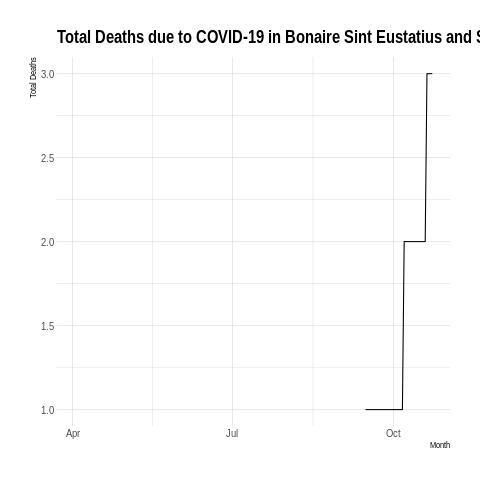 Total Deaths due to COVID-19 in Bonaire Sint Eustatius and S
Total Deaths
3.0
2.5
2.0
1.5
1.0
Apr
Jul
Oct
Month